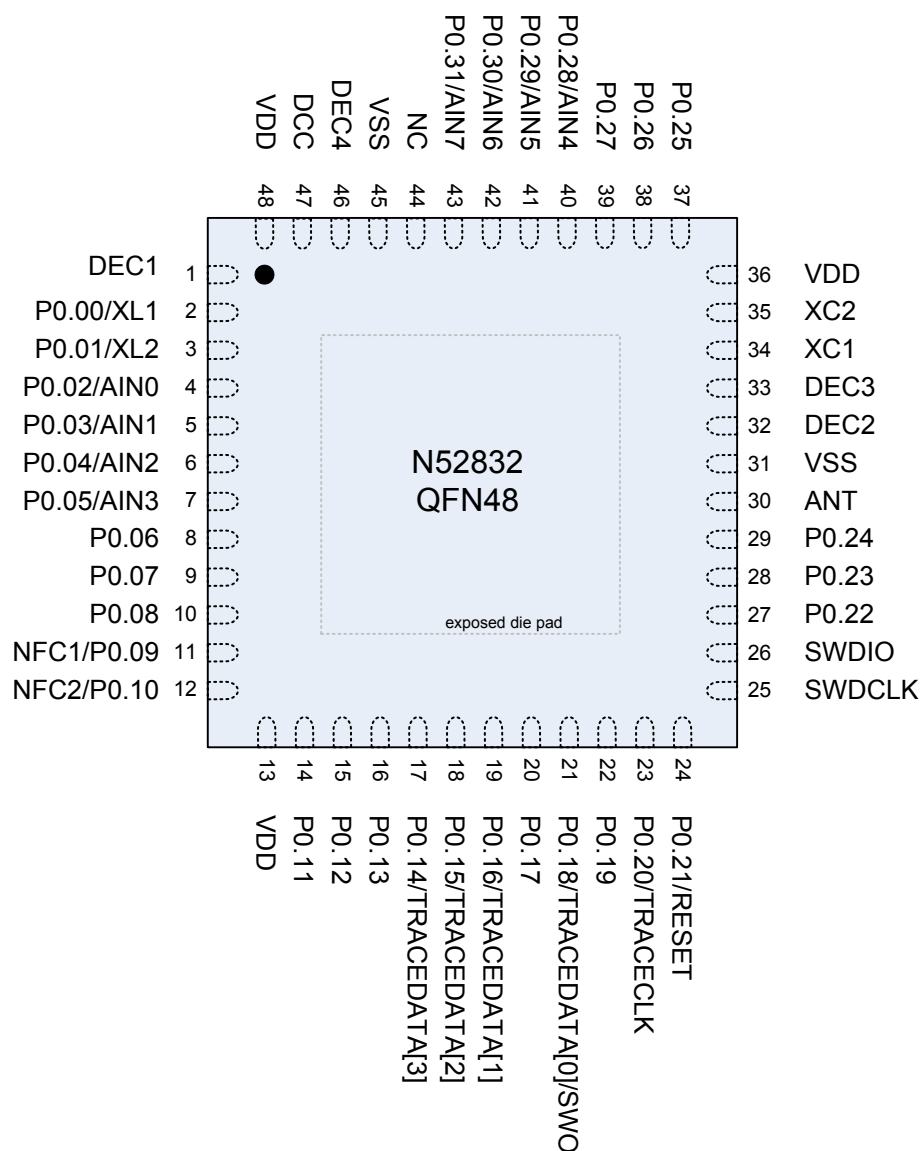 VDD
DCC
DEC4
VSS
NC
P0.31/AIN7
P0.30/AIN6
P0.29/AIN5
P0.28/AIN4
P0.27
P0.26
P0.25
48
47
46
45
44
43
42
41
40
39
38
37
DEC1 1
P0.00/XL1 2
P0.01/XL2 3
P0.02/AIN0 4
P0.03/AIN1 5
P0.04/AIN2 6
P0.05/AIN3 7
P0.06 8
P0.07 9
P0.08 10
NFC1/P0.09 11
NFC2/P0.10 12
N52832
QFN48
exposed die pad
36 VDD
35 XC2
34 XC1
33 DEC3
32 DEC2
31 VSS
30 ANT
29 P0.24
28 P0.23
27 P0.22
26 SWDIO
25 SWDCLK
13
14
15
16
17
18
19
20
21
22
23
24
VDD
P0.11
P0.12
P0.13
P0.14/TRACEDATA[3]
P0.15/TRACEDATA[2]
P0.16/TRACEDATA[1]
P0.17
P0.18/TRACEDATA[0]/SWO
P0.19
P0.20/TRACECLK
P0.21/RESET